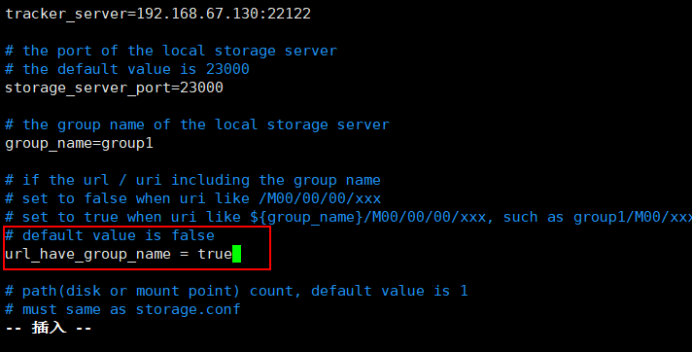 tracker_server=192.168.67.130:22122
# the port of the local storage server
# the default value is 23000
storage_server_port=23000
# the group name of the local storage server
group_name=group1
# if the url / uri including the group name
# set to false when uri like /M00/00/00/xxx
# set to true when uri like ${group_name}/M00/00/00/xxx, such as group1/M00/xxx
# default value is false
url_have_group_name = true
# path(disk or mount point) count, default value is 1
# must same as storage.conf
-- 插入 --